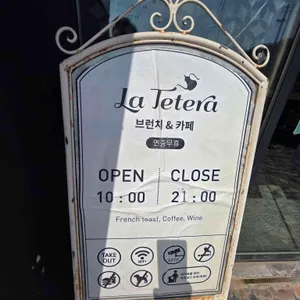 La Tetera
브런치 & 카페
연중무휴
OPEN CLOSE
10 : 00 21 : 00
French toast, Coffee, Wine
TAKE OUT
WiFi